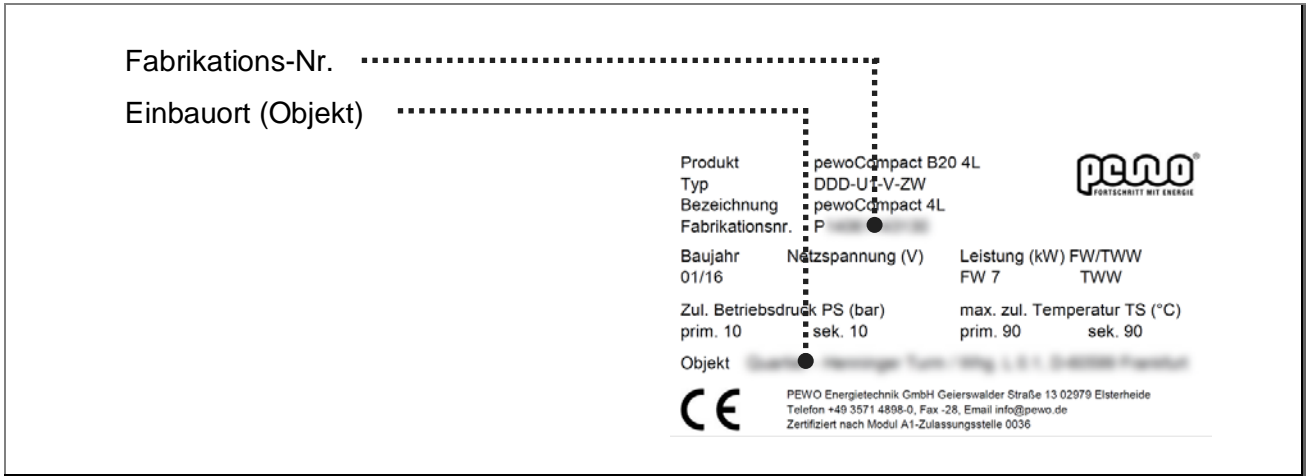 Fabrikations-Nr.
Einbauort (Objekt)
Produkt pewoCompact B20 4L
Typ DDD-U1-V-ZW
Bezeichnung pewoCompact 4L
Fabrikationsnr. P
pewo®
FORTSCHRITT MIT ENERGIE
Baujahr Netzspannung (V) Leistung (kW) FW/TWW
01/16 FW 7 TWW
Zul. Betriebsdruck PS (bar) max. zul. Temperatur TS (°C)
prim. 10 sek. 10 prim. 90 sek. 90
Objekt
CE
PEWO Energietechnik GmbH Geierswalder Straße 13 02979 Elsterheide
Telefon +49 3571 4898-0, Fax -28, Email info@pewo.de
Zertifiziert nach Modul A1-Zulassungsstelle 0036